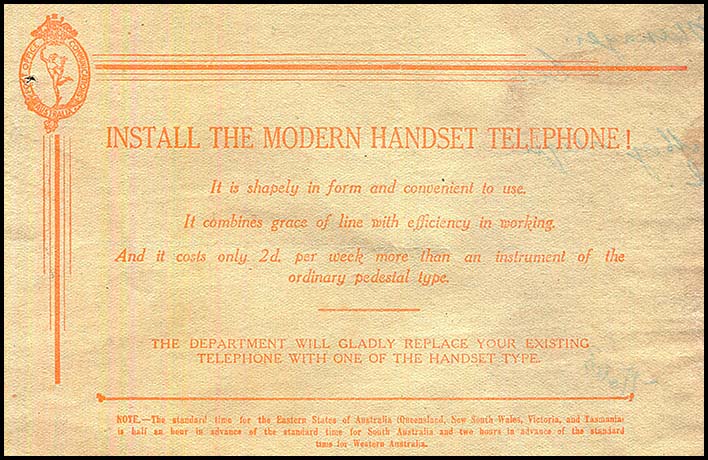 POST OFFICE COMMUNICATIONS
AUSTRALIA
INSTALL THE MODERN HANDSET TELEPHONE!
It is shapely in form and convenient to use.
It combines grace of line with efficiency in working.
And it costs only 2d. per week more than an instrument of the
ordinary pedestal type.
THE DEPARTMENT WILL GLADLY REPLACE YOUR EXISTING
TELEPHONE WITH ONE OF THE HANDSET TYPE.
NOTE.—The standard time for the Eastern States of Australia (Queensland, New South Wales, Victoria, and Tasmania)
is half an hour in advance of the standard time for South Australia and two hours in advance of the standard
time for Western Australia.